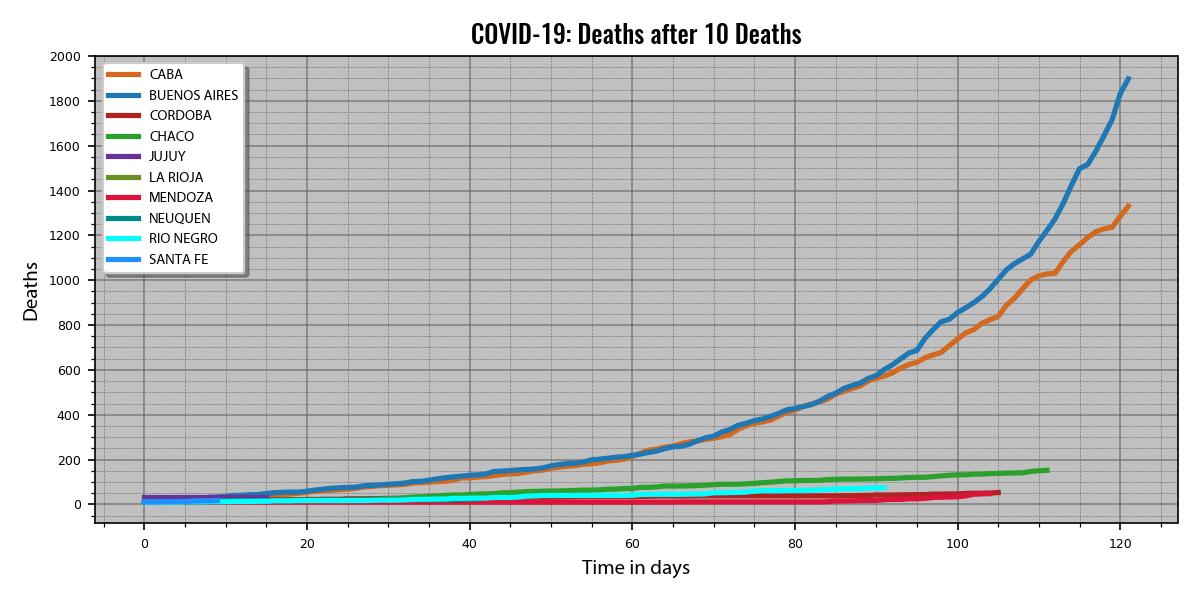 COVID-19: Deaths after 10 Deaths
2000
1800
1600
1400
1200
1000
800
600
400
200
0
Deaths
CABA
BUENOS AIRES
CORDOBA
CHACO
JUJUY
LA RIOJA
MENDOZA
NEUQUEN
RIO NEGRO
SANTA FE
0 20 40 60 80 100 120
Time in days